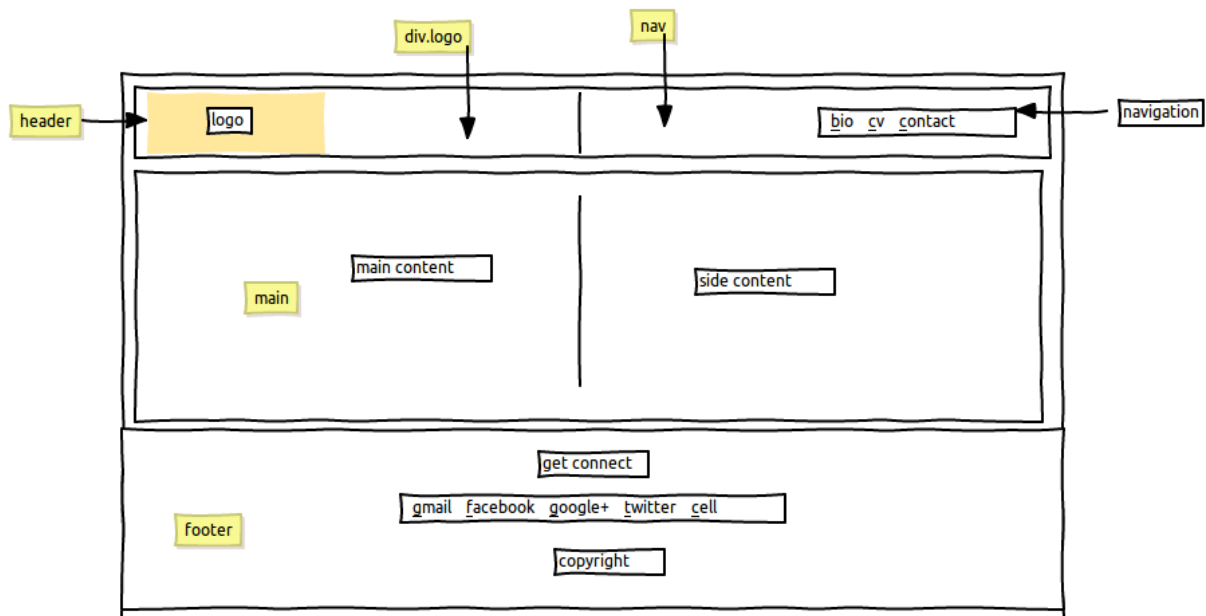 nav
div.logo
header
logo
bio cv contact
navigation
main content
side content
main
get connect
gmail facebook google+ twitter cell
footer
copyright